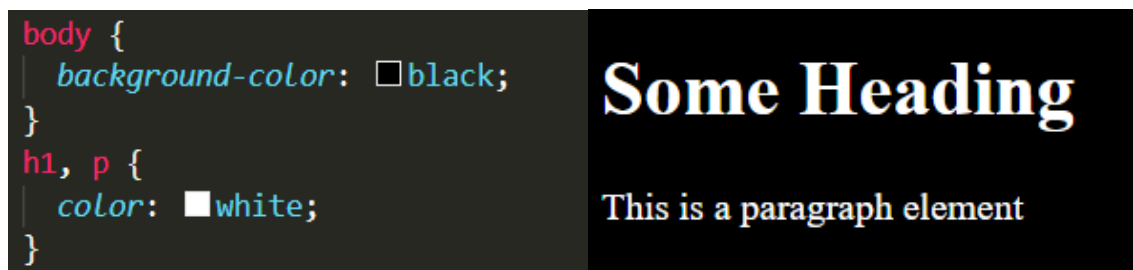 body {
  background-color: black;
}
h1, p {
  color: white;
}
Some Heading
This is a paragraph element